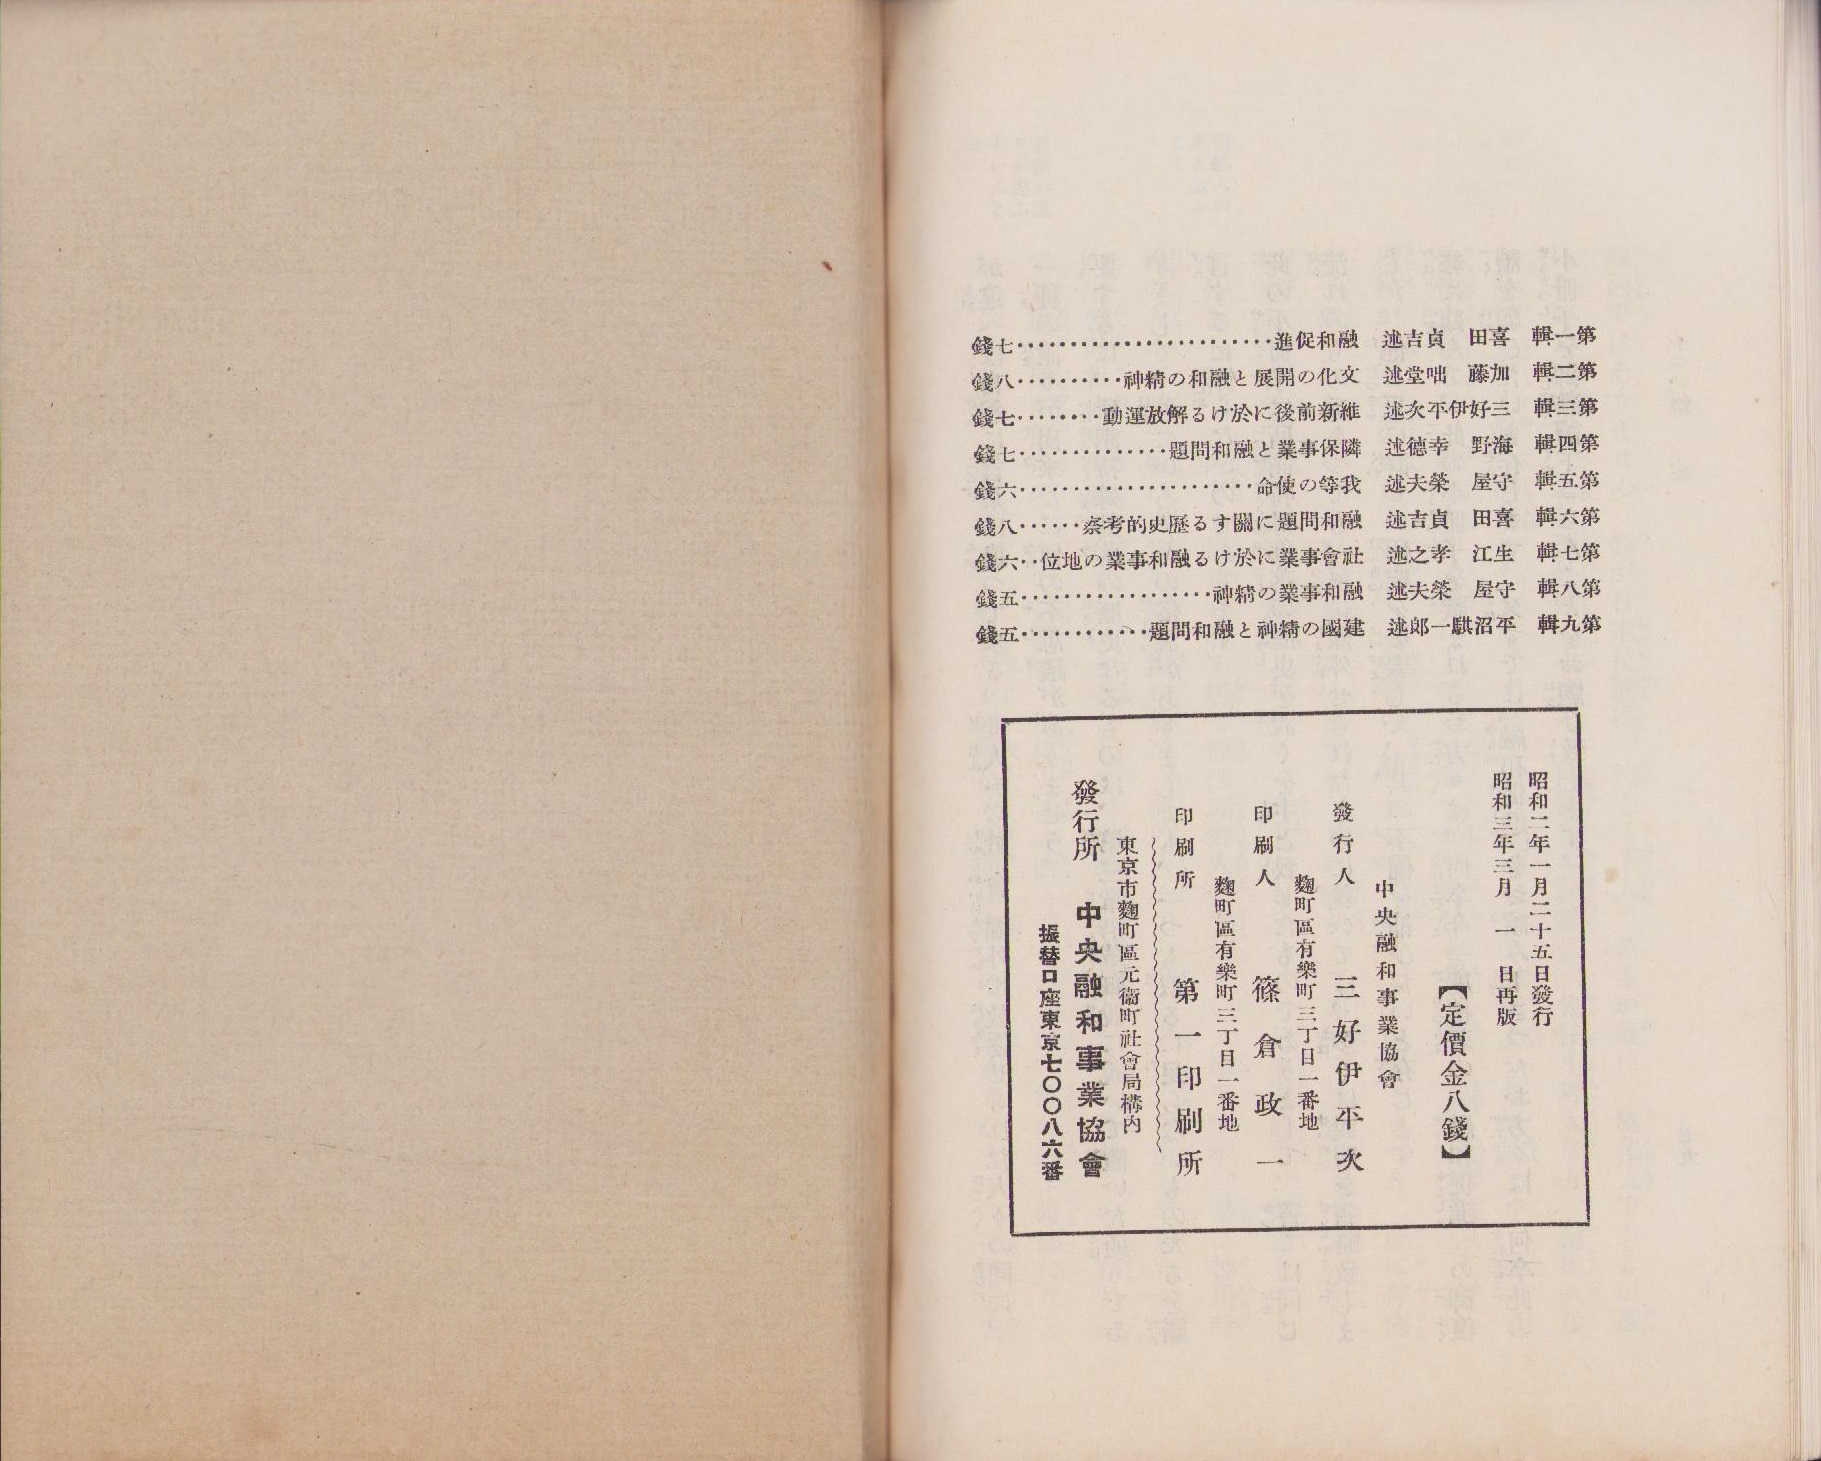 第一輯　喜田　貞吉述　融和促進························七錢
第二輯　加藤　咄堂述　文化の開展と融和の精神··········八錢
第三輯　三好伊平次述　維新前後に於ける解放運動········七錢
第四輯　海野　幸德述　隣保事業と融和問題··············七錢
第五輯　守屋　榮夫述　我等の使命······················六錢
第六輯　喜田　貞吉述　融和問題に關する歷史的考察······八錢
第七輯　生江　孝之述　社會事業に於ける融和事業の地位··六錢
第八輯　守屋　榮夫述　融和事業の精神··················五錢
第九輯　平沼騏一郎述　建國の精神と融和問題············五錢
昭和二年一月二十五日發行
昭和三年三月　一　日再版
【定價金八錢】
中央融和事業協會
發行人　三好伊平次
麴町區有樂町三丁目一番地
印刷人　篠倉政一
麴町區有樂町三丁目一番地
印刷所　第一印刷所
東京市麴町區元衞町社會局構內
發行所　中央融和事業協會
振替口座東京七〇〇八六番